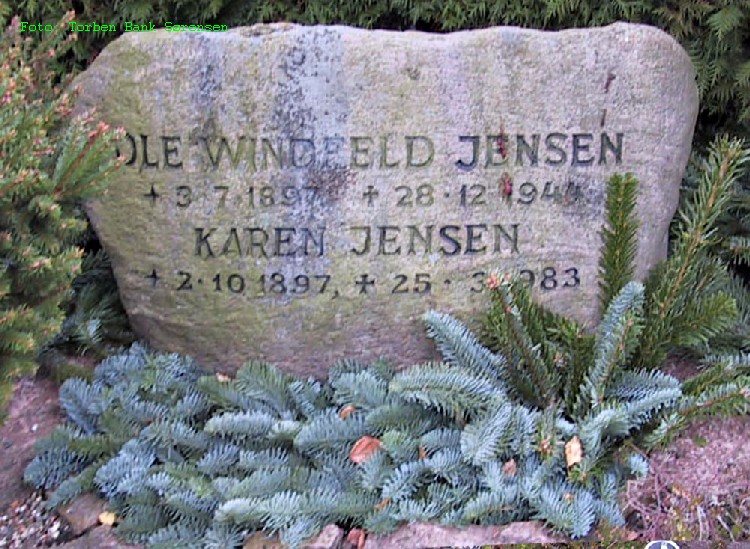 Foto: Torben Bank Sørensen
OLE WINDFELD JENSEN
+ 3·7·1897 + 28·12·1944
KAREN JENSEN
+ 2·10·1897, + 25·3·1983